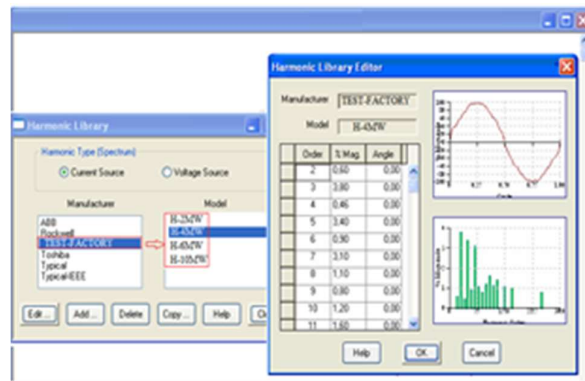 Harmonic Library
Harmonic Type (Spectrum)
Current Source
Voltage Source
Manufacturer
Model
ABB
Rockwell
TEST-FACTORY
Toshiba
Typical
Typical-IEEE
H-2MW
H-4MW
H-6MW
H-10MW
Edit...
Add...
Delete
Copy...
Help
Harmonic Library Editor
Manufacturer TEST-FACTORY
Model H-4MW
Order % Mag. Angle
2 0,60 0,00
3 3,80 0,00
4 0,46 0,00
5 3,40 0,00
6 0,90 0,00
7 3,10 0,00
8 1,10 0,00
9 0,80 0,00
10 1,20 0,00
11 1,60 0,00
Help
OK
Cancel